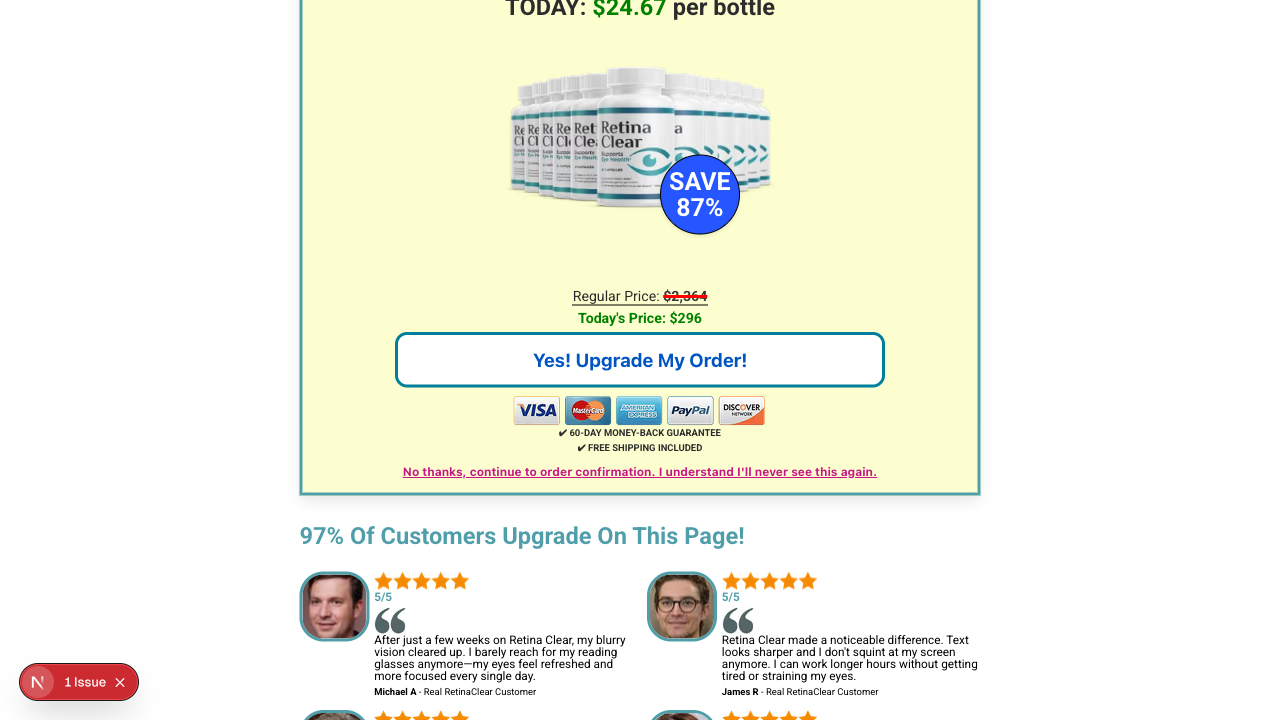 TODAY: $24.67 per bottle
Retina
Clear
Supports
Eye Health
SAVE
87%
Regular Price: $2,364
Today's Price: $296
Yes! Upgrade My Order!
VISA MasterCard AMERICAN EXPRESS PayPal DISCOVER NETWORK
✔ 60-DAY MONEY-BACK GUARANTEE
✔ FREE SHIPPING INCLUDED
No thanks, continue to order confirmation. I understand I'll never see this again.
97% Of Customers Upgrade On This Page!
5/5
After just a few weeks on Retina Clear, my blurry
vision cleared up. I barely reach for my reading
glasses anymore—my eyes feel refreshed and
more focused every single day.
Michael A - Real RetinaClear Customer
5/5
Retina Clear made a noticeable difference. Text
looks sharper and I don't squint at my screen
anymore. I can work longer hours without getting
tired or straining my eyes.
James R - Real RetinaClear Customer
N 1 Issue